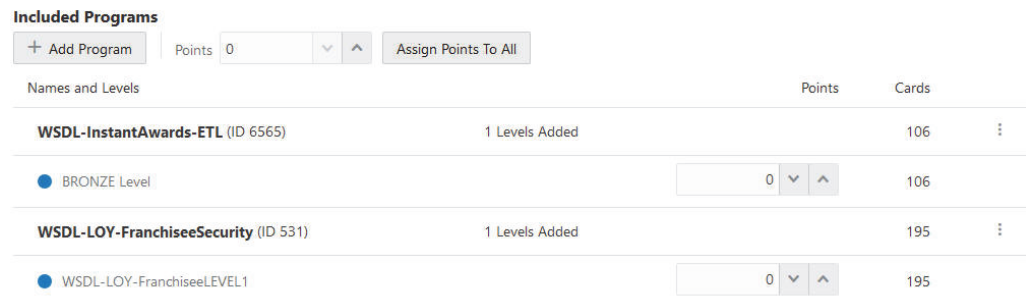 Included Programs
+ Add Program Points 0 Assign Points To All
Names and Levels Points Cards
WSDL-InstantAwards-ETL (ID 6565) 1 Levels Added 106
BRONZE Level 0 106
WSDL-LOY-FranchiseeSecurity (ID 531) 1 Levels Added 195
WSDL-LOY-FranchiseeLEVEL1 0 195